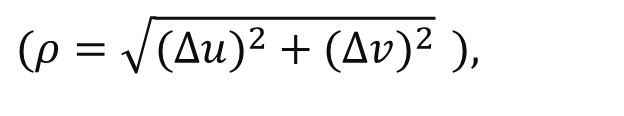 (ρ = √((Δu)² + (Δv)²) ),